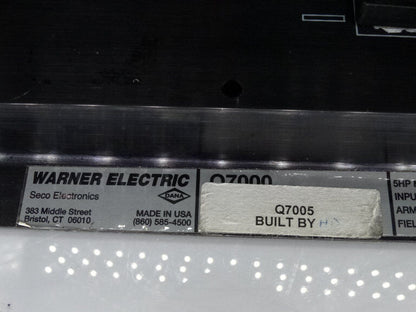 WARNER ELECTRIC
Seco Electronics
DANA
383 Middle Street
Bristol, CT 06010
MADE IN USA
(860) 585-4500
Q7000
Q7005
BUILT BY
5HP
INPU
ARM
FIEL